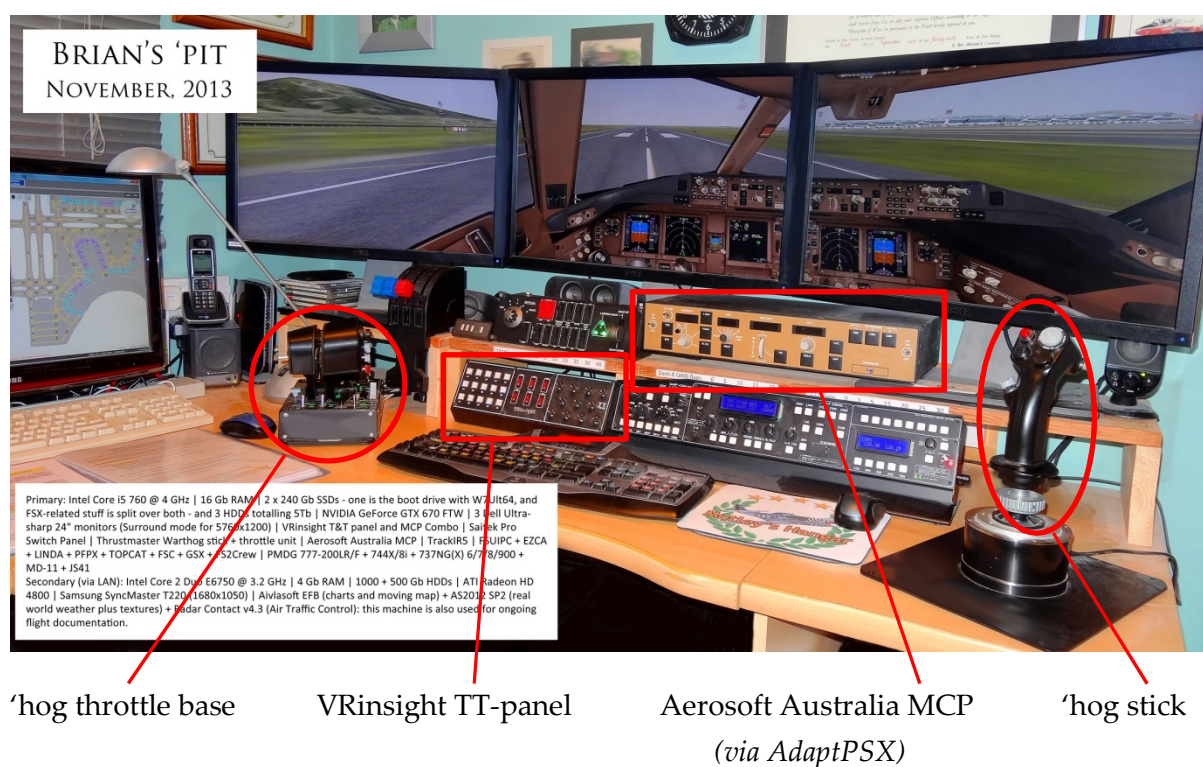 BRIAN'S 'PIT
NOVEMBER, 2013
Primary: Intel Core i5 760 @ 4 GHz | 16 Gb RAM | 2 x 240 Gb SSDs - one is the boot drive with W7Ult64, and
FSX-related stuff is split over both - and 3 HDDs totalling 5Tb | NVIDIA GeForce GTX 670 FTW | 3 Dell Ultra-
sharp 24" monitors (Surround mode for 5760x1200) | VRinsight T&T panel and MCP Combo | Saitek Pro
Switch Panel | Thrustmaster Warthog stick + throttle unit | Aerosoft Australia MCP | TrackIR5 | FSUIPC + EZCA
+ LINDA + PFPX + TOPCAT + FSC + GSX + FS2Crew | PMDG 777-200LR/F + 744X/8i + 737NG(X) 6/7/8/900 +
MD-11 + JS41
Secondary (via LAN): Intel Core 2 Duo E6750 @ 3.2 GHz | 4 Gb RAM | 1000 + 500 Gb HDDs | ATI Radeon HD
4800 | Samsung SyncMaster T220 (1680x1050) | Aivlasoft EFB (charts and moving map) + AS2012 SP2 (real
world weather plus textures) + Radar Contact v4.3 (Air Traffic Control): this machine is also used for ongoing
flight documentation.
'hog throttle base
VRinsight TT-panel
Aerosoft Australia MCP
'hog stick
(via AdaptPSX)